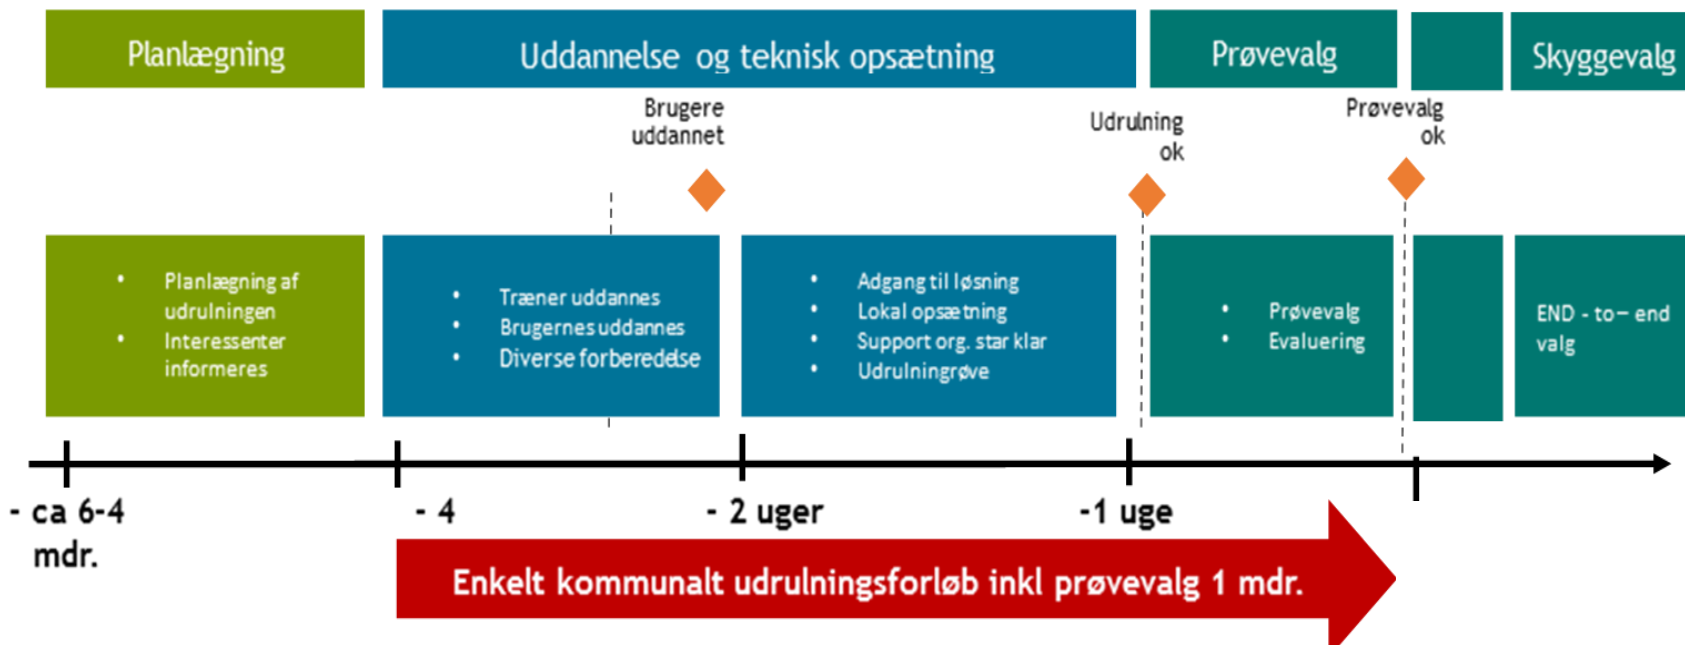 Planlægning
Uddannelse og teknisk opsætning
Prøvevalg
Skyggevalg
Brugere
uddannet
Udrulning
ok
Prøvevalg
ok
• Planlægning af
udrulningen
• Interessenter
informeres
• Træner uddannes
• Brugernes uddannes
• Diverse forberedelse
• Adgang til løsning
• Lokal opsætning
• Support org. star klar
• Udrulningrøve
• Prøvevalg
• Evaluering
END - to – end
valg
- ca 6-4
mdr.
- 4
- 2 uger
-1 uge
Enkelt kommunalt udrulningsforløb inkl prøvevalg 1 mdr.